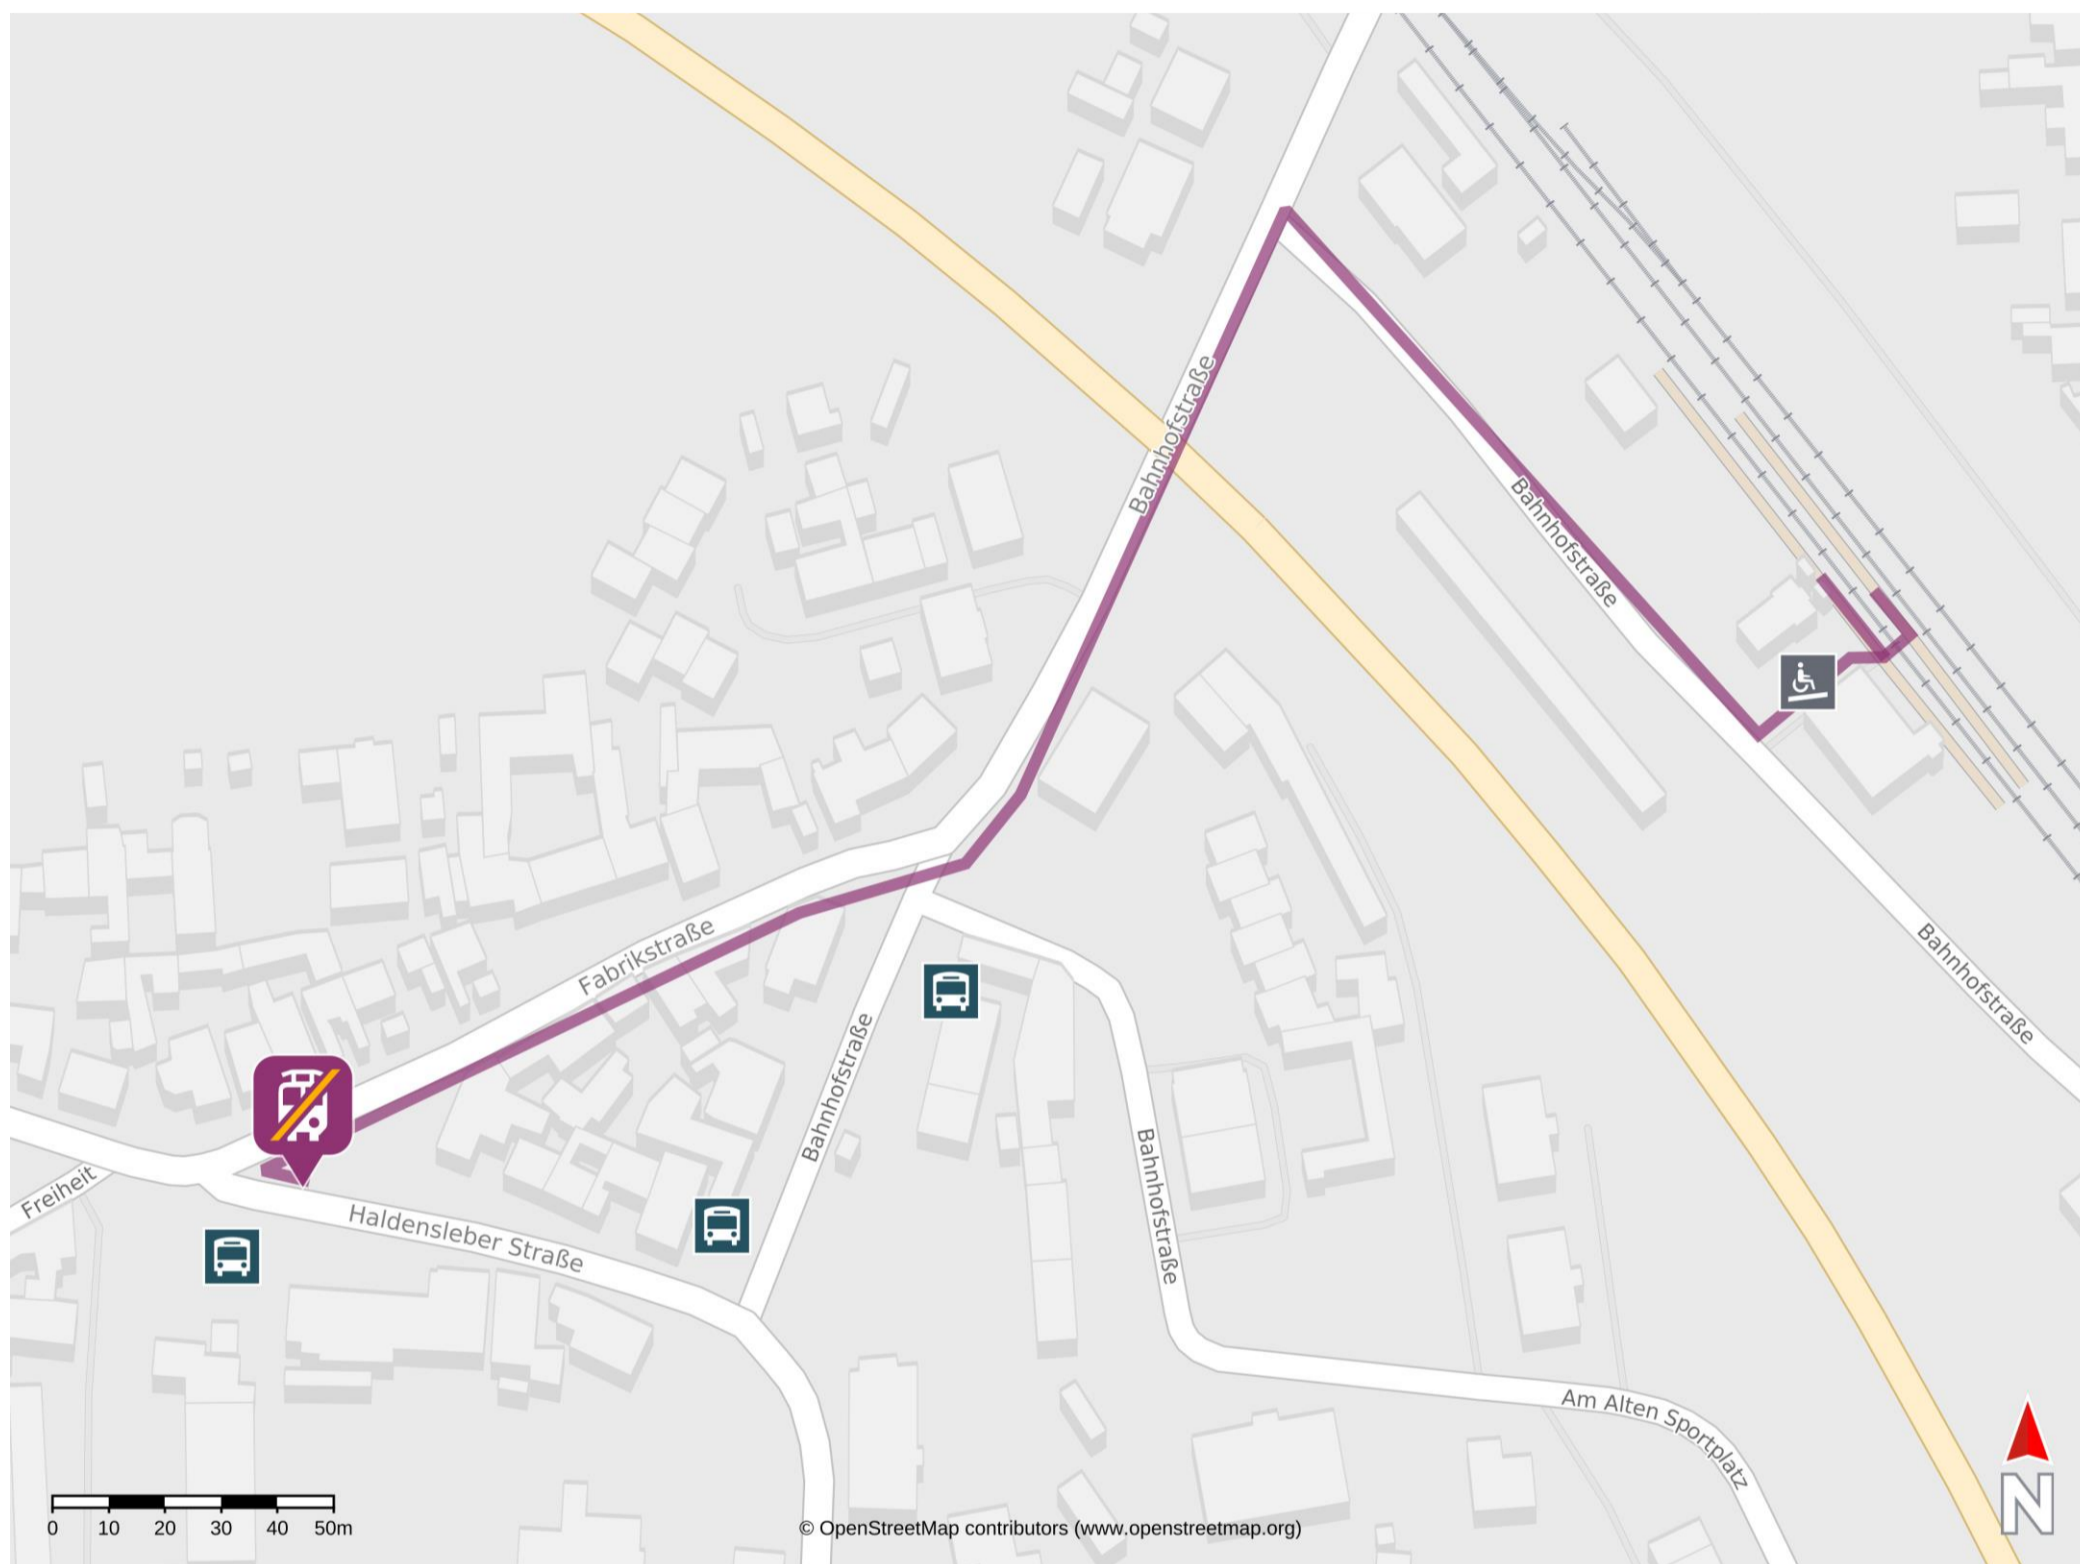 Bahnhofstraße
Bahnhofstraße
Fabrikstraße
Bahnhofstraße
Bahnhofstraße
Bahnhofstraße
Freiheit
Haldensleber Straße
Am Alten Sportplatz
0 10 20 30 40 50m
© OpenStreetMap contributors (www.openstreetmap.org)
N